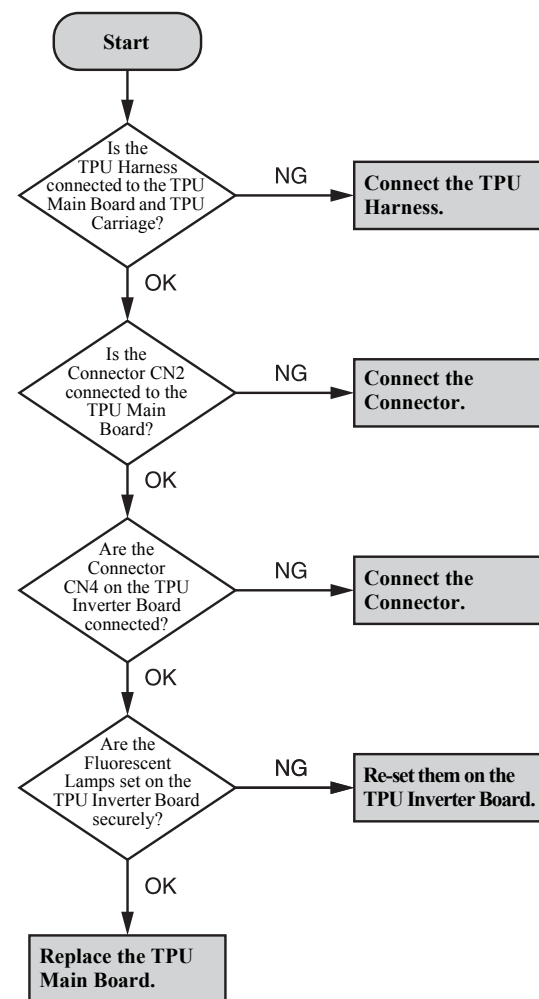 Start
Is the
TPU Harness
connected to the TPU
Main Board and TPU
Carriage?
NG
Connect the TPU
Harness.
OK
Is the
Connector CN2
connected to the
TPU Main
Board?
NG
Connect the
Connector.
OK
Are the
Connector
CN4 on the TPU
Inverter Board
connected?
NG
Connect the
Connector.
OK
Are the
Fluorescent
Lamps set on the
TPU Inverter Board
securely?
NG
Re-set them on the
TPU Inverter Board.
OK
Replace the TPU
Main Board.